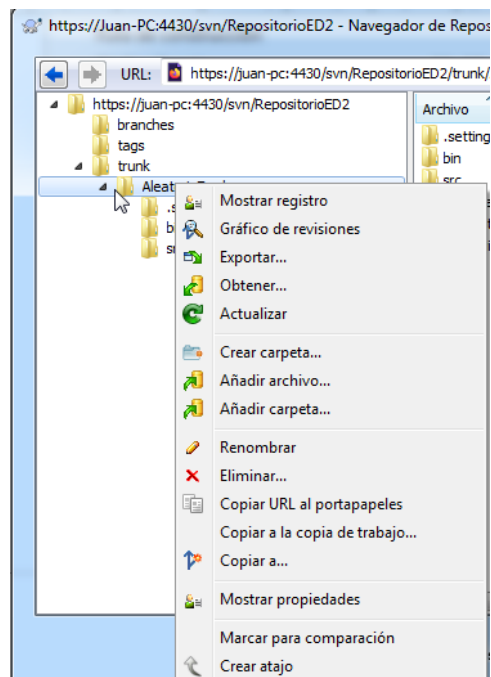 https://Juan-PC:4430/svn/RepositorioED2 - Navegador de Repos
URL: https://juan-pc:4430/svn/RepositorioED2/trunk/
https://juan-pc:4430/svn/RepositorioED2
branches
tags
trunk
Archivo
.setting
bin
src
Mostrar registro
Gráfico de revisiones
Exportar...
Obtener...
Actualizar
Crear carpeta...
Añadir archivo...
Añadir carpeta...
Renombrar
Eliminar...
Copiar URL al portapapeles
Copiar a la copia de trabajo...
Copiar a...
Mostrar propiedades
Marcar para comparación
Crear atajo